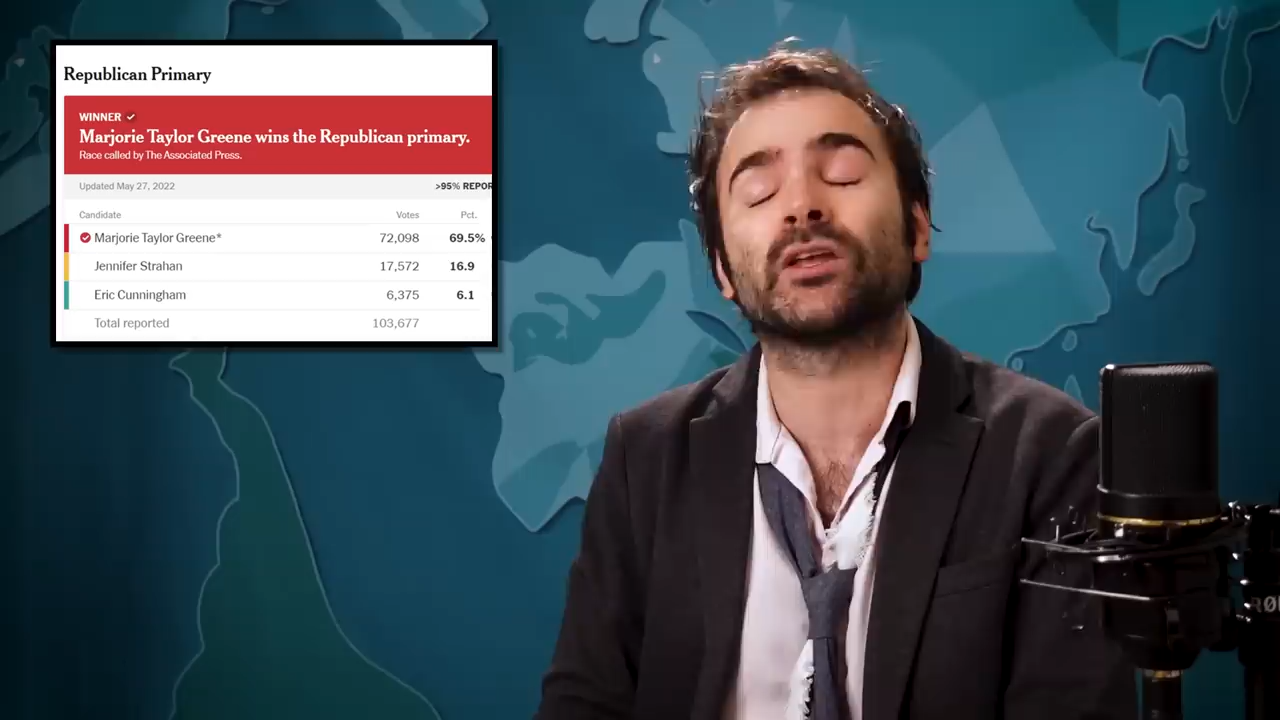 Republican Primary
WINNER
Marjorie Taylor Greene wins the Republican primary.
Race called by The Associated Press.
Updated May 27, 2022 >95% REPOR
Candidate Votes Pct.
Marjorie Taylor Greene* 72,098 69.5%
Jennifer Strahan 17,572 16.9
Eric Cunningham 6,375 6.1
Total reported 103,677
RØ